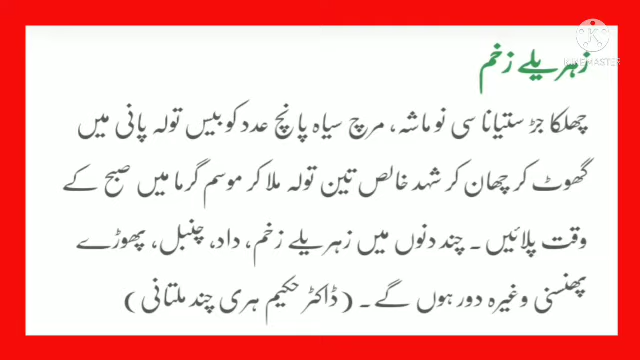 KINEMASTER
زہریلے زخم
چھلکا جڑ ستیاناسی نو ماشہ، مرچ سیاہ پانچ عدد کو بیس تولہ پانی میں
گھوٹ کر چھان کر شہد خالص تین تولہ ملا کر موسم گرما میں صبح کے
وقت پلائیں۔ چند دنوں میں زہریلے زخم، داد، چنبل، پھوڑے
پھنسی وغیرہ دور ہوں گے۔ (ڈاکٹر حکیم ہری چند ملتانی)